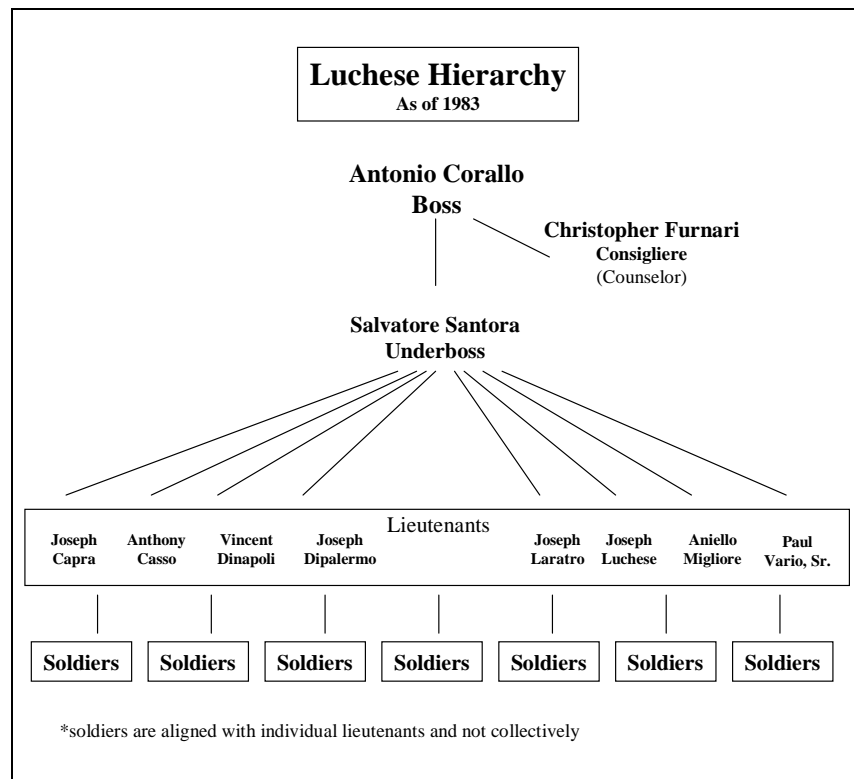 Luchese Hierarchy
As of 1983
Antonio Corallo
Boss
Christopher Furnari
Consigliere
(Counselor)
Salvatore Santora
Underboss
Lieutenants
Joseph
Capra
Anthony
Casso
Vincent
Dinapoli
Joseph
Dipalermo
Joseph
Laratro
Joseph
Luchese
Aniello
Migliore
Paul
Vario, Sr.
Soldiers
Soldiers
Soldiers
Soldiers
Soldiers
Soldiers
Soldiers
*soldiers are aligned with individual lieutenants and not collectively